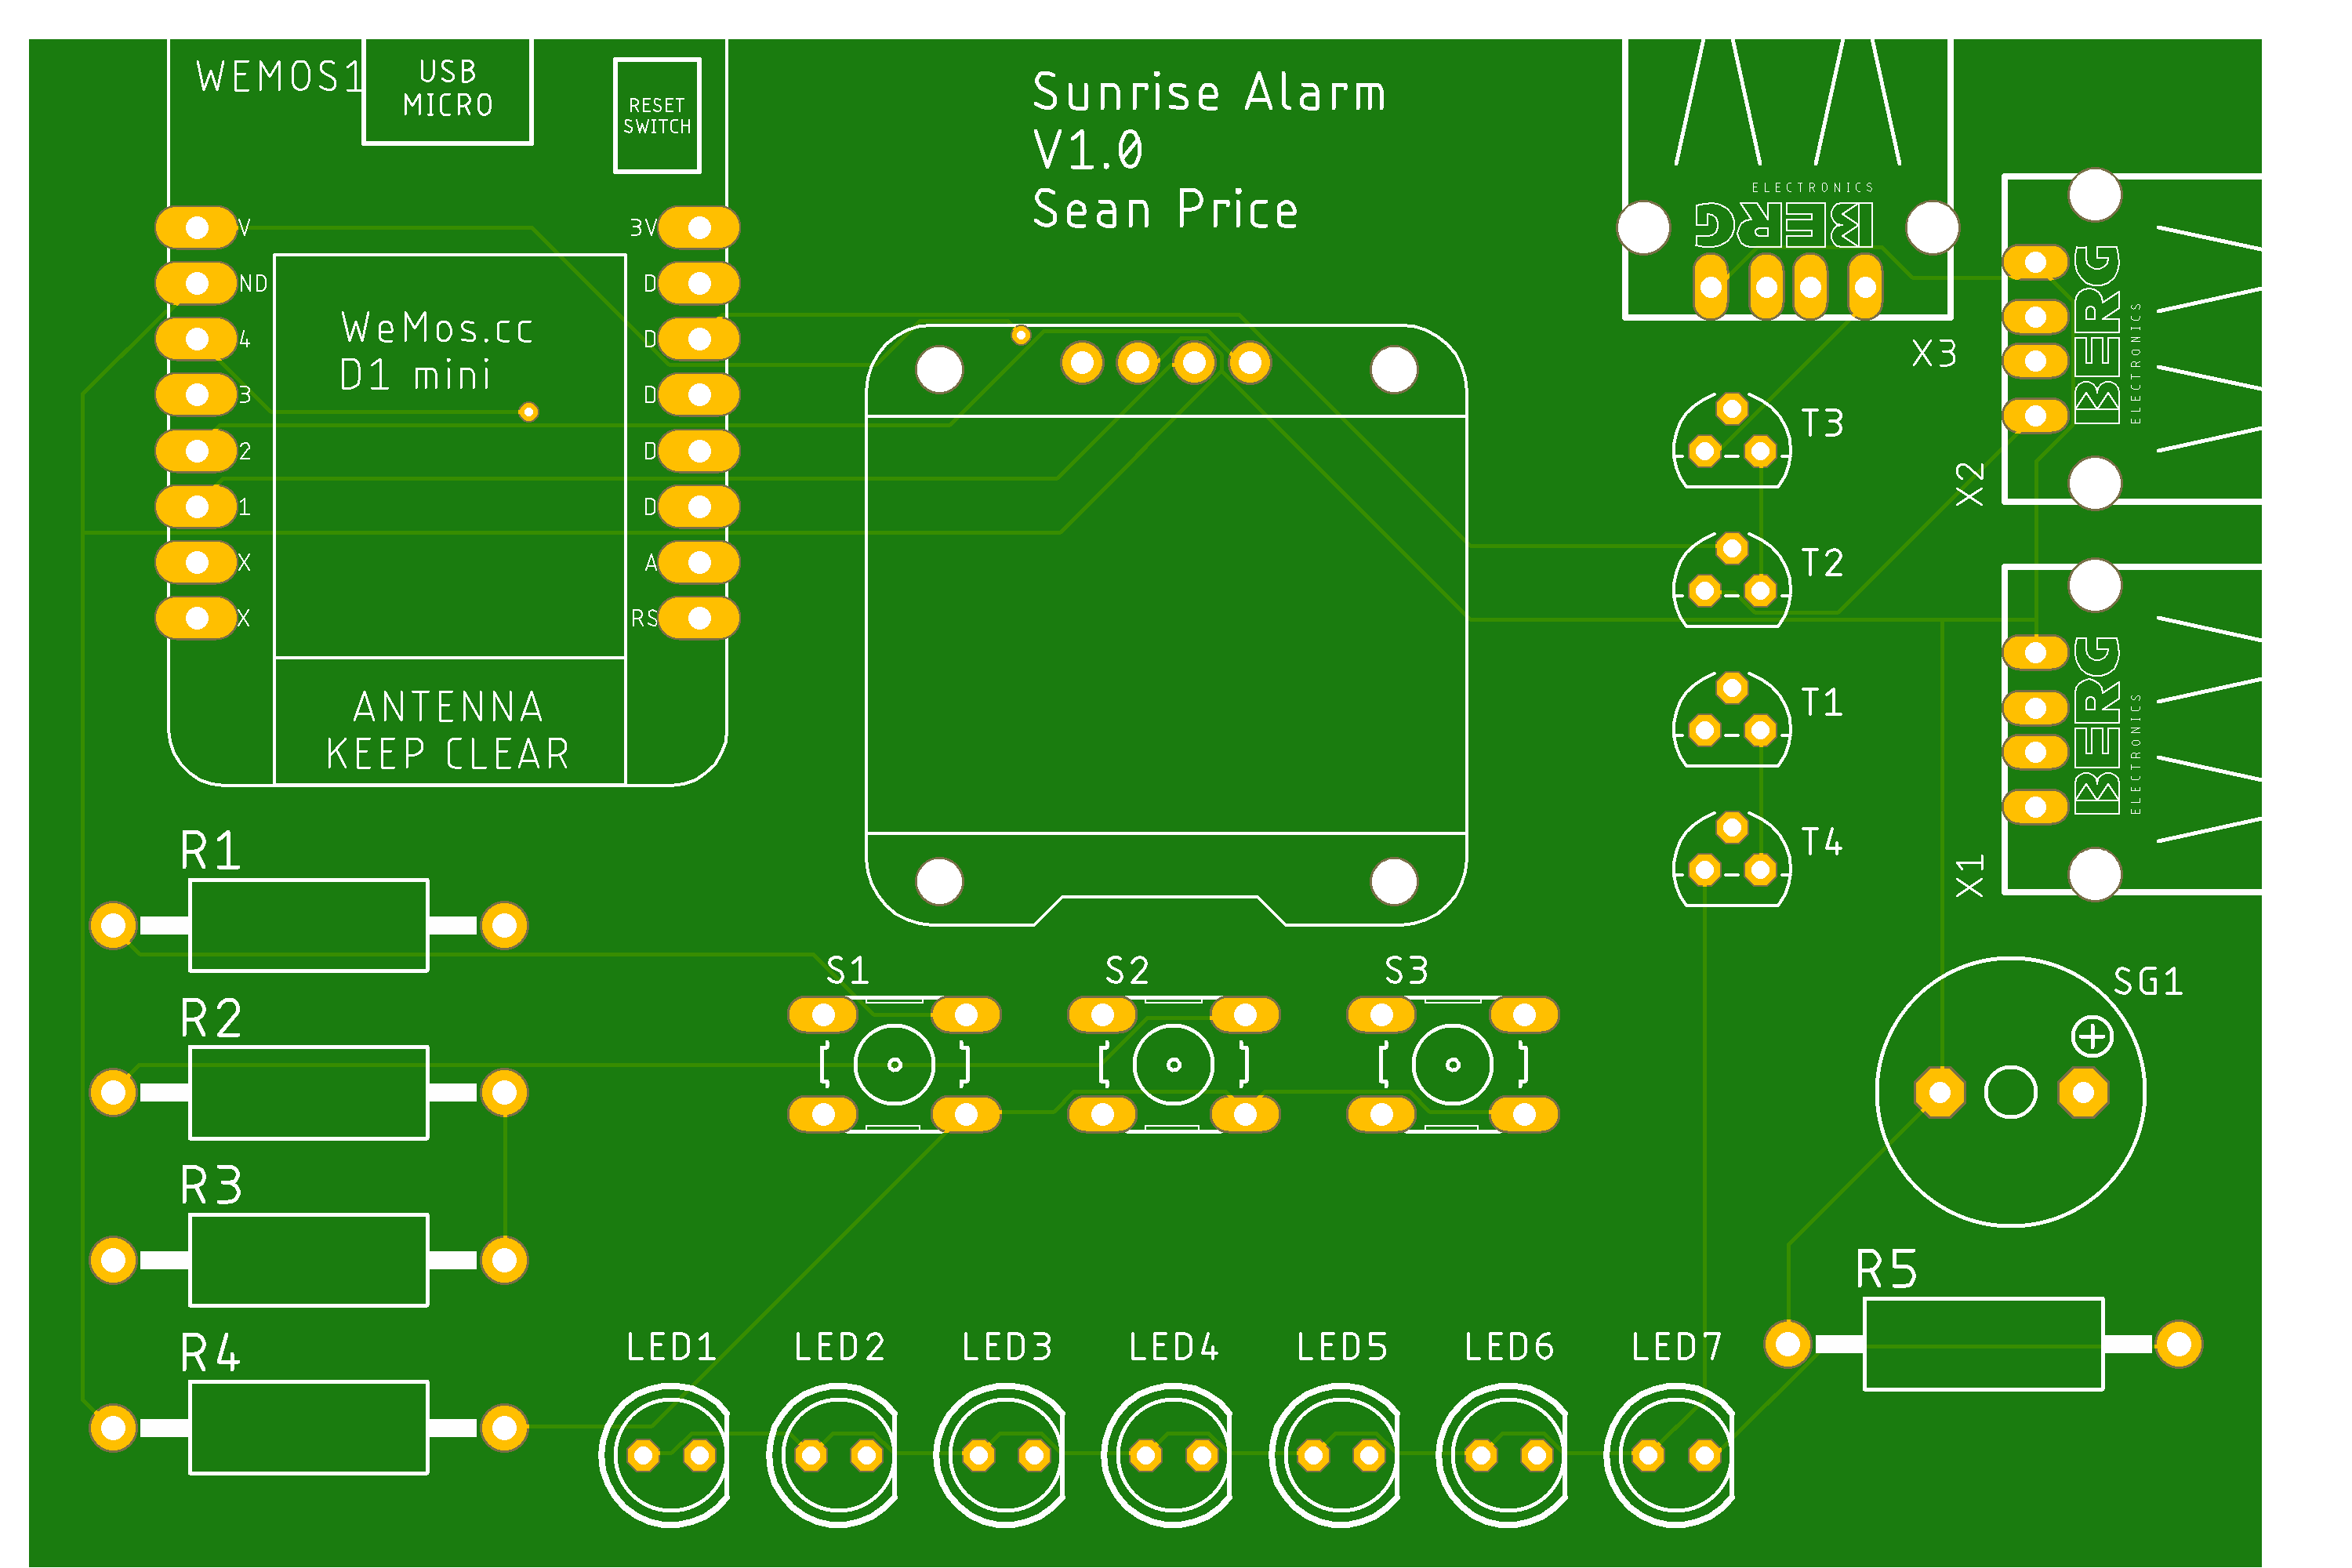 WEMOS1
USB
MICRO
RESET
SWITCH
Sunrise Alarm
V1.0
Sean Price
ELECTRONICS
BERG
V
3V
ND
D
4
D
3
D
2
D
1
D
X
A
X
RS
WeMos.cc
D1 mini
ANTENNA
KEEP CLEAR
X3
BERG
ELECTRONICS
X2
T3
T2
T1
T4
BERG
ELECTRONICS
X1
R1
R2
R3
R4
S1
S2
S3
SG1
R5
LED1
LED2
LED3
LED4
LED5
LED6
LED7